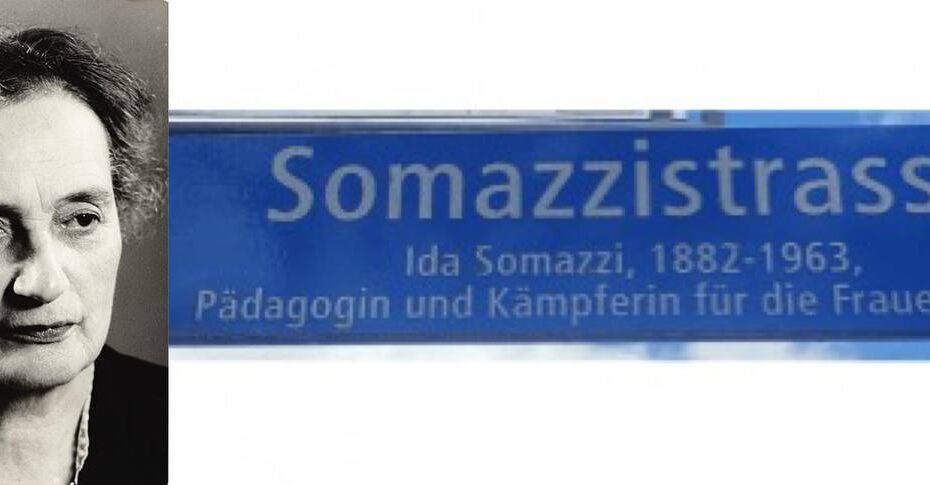 Somazzistrass
Ida Somazzi, 1882-1963,
Pädagogin und Kämpferin für die Fraue